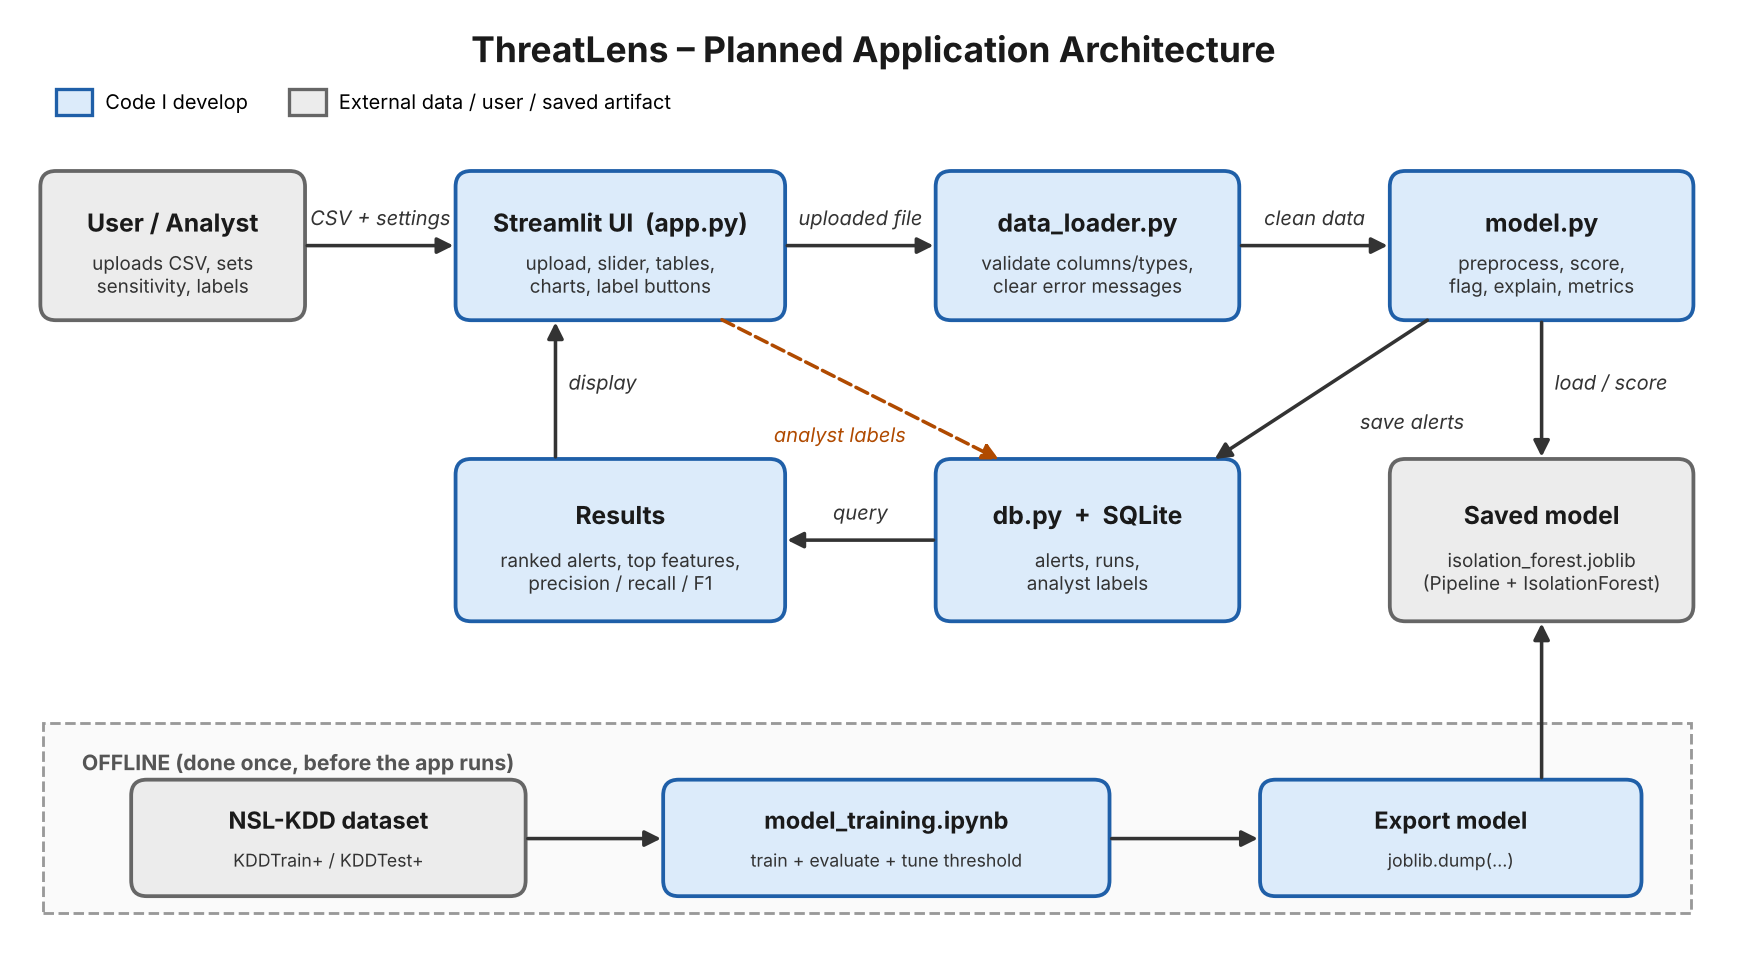 ThreatLens – Planned Application Architecture
Code I develop
External data / user / saved artifact
User / Analyst
uploads CSV, sets
sensitivity, labels
CSV + settings
Streamlit UI (app.py)
upload, slider, tables,
charts, label buttons
uploaded file
data_loader.py
validate columns/types,
clear error messages
clean data
model.py
preprocess, score,
flag, explain, metrics
display
analyst labels
save alerts
load / score
Results
ranked alerts, top features,
precision / recall / F1
query
db.py + SQLite
alerts, runs,
analyst labels
Saved model
isolation_forest.joblib
(Pipeline + IsolationForest)
OFFLINE (done once, before the app runs)
NSL-KDD dataset
KDDTrain+ / KDDTest+
model_training.ipynb
train + evaluate + tune threshold
Export model
joblib.dump(...)